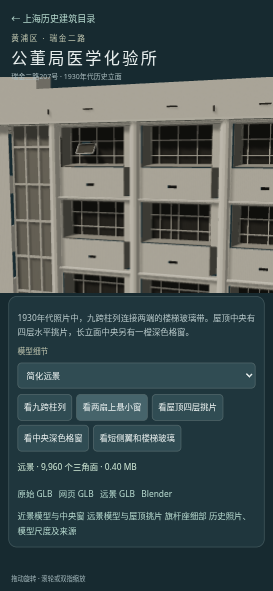 ← 上海历史建筑目录
黄浦区 · 瑞金二路
公董局医学化验所
瑞金二路207号 · 1930年代历史立面
1930年代照片中，九跨柱列连接两端的楼梯玻璃带。屋顶中央有
四层水平挑片，长立面中央另有一樘深色格窗。
模型细节
简化远景
看九跨柱列 看两扇上悬小窗 看屋顶四层挑片
看中央深色格窗 看短侧翼和楼梯玻璃
远景 · 9,960 个三角面 · 0.40 MB
原始 GLB 网页 GLB 远景 GLB Blender
近景模型与中央窗 远景模型与屋顶挑片 旗杆座细部 历史照片、
模型尺度及来源
拖动旋转 · 滚轮或双指缩放